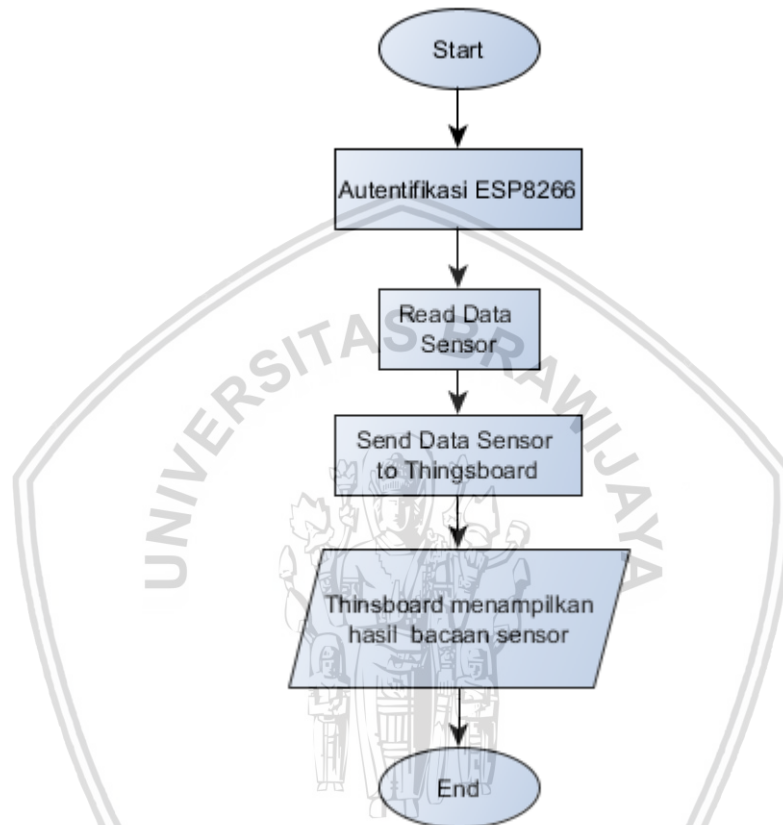 Start
Autentifikasi ESP8266
Read Data
Sensor
Send Data Sensor
to Thingsboard
Thinsboard menampilkan
hasil bacaan sensor
End
UNIVERSITAS BRAWIJAYA